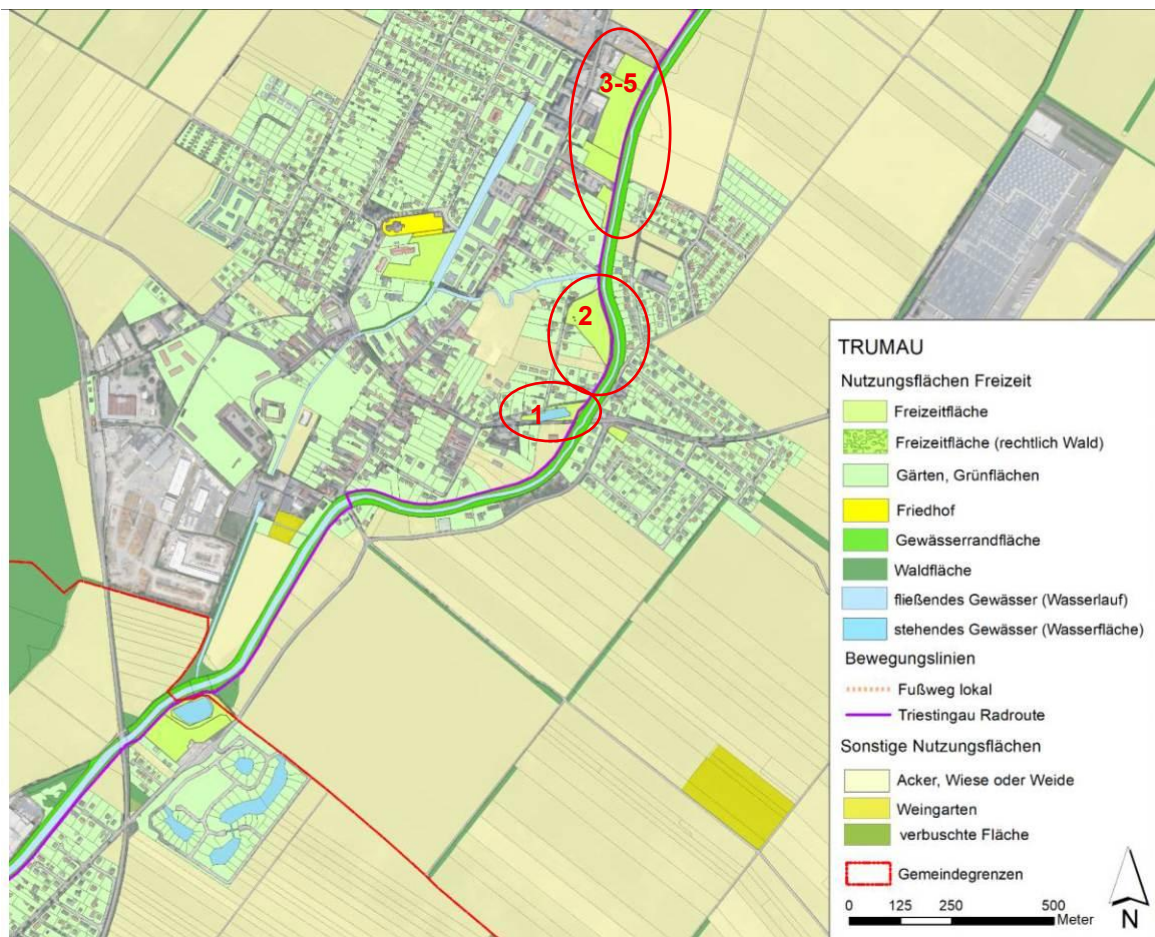 3-5
2
1
TRUMAU
Nutzungsflächen Freizeit
Freizeitfläche
Freizeitfläche (rechtlich Wald)
Gärten, Grünflächen
Friedhof
Gewässerrandfläche
Waldfläche
fließendes Gewässer (Wasserlauf)
stehendes Gewässer (Wasserfläche)
Bewegungslinien
Fußweg lokal
Triestingau Radroute
Sonstige Nutzungsflächen
Acker, Wiese oder Weide
Weingarten
verbuschte Fläche
Gemeindegrenzen
0 125 250 500
Meter
N